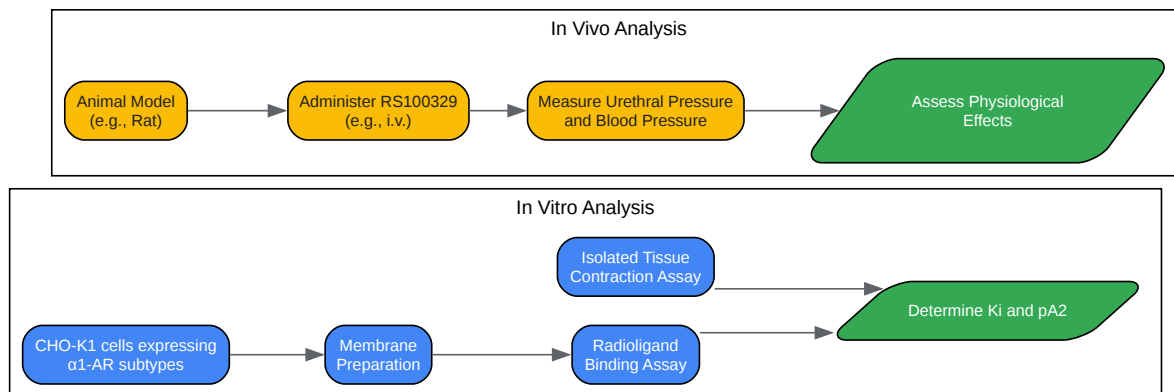 In Vivo Analysis
Animal Model
(e.g., Rat)
Administer RS100329
(e.g., i.v.)
Measure Urethral Pressure
and Blood Pressure
Assess Physiological
Effects
In Vitro Analysis
Isolated Tissue
Contraction Assay
Determine Ki and pA2
CHO-K1 cells expressing
α1-AR subtypes
Membrane
Preparation
Radioligand
Binding Assay